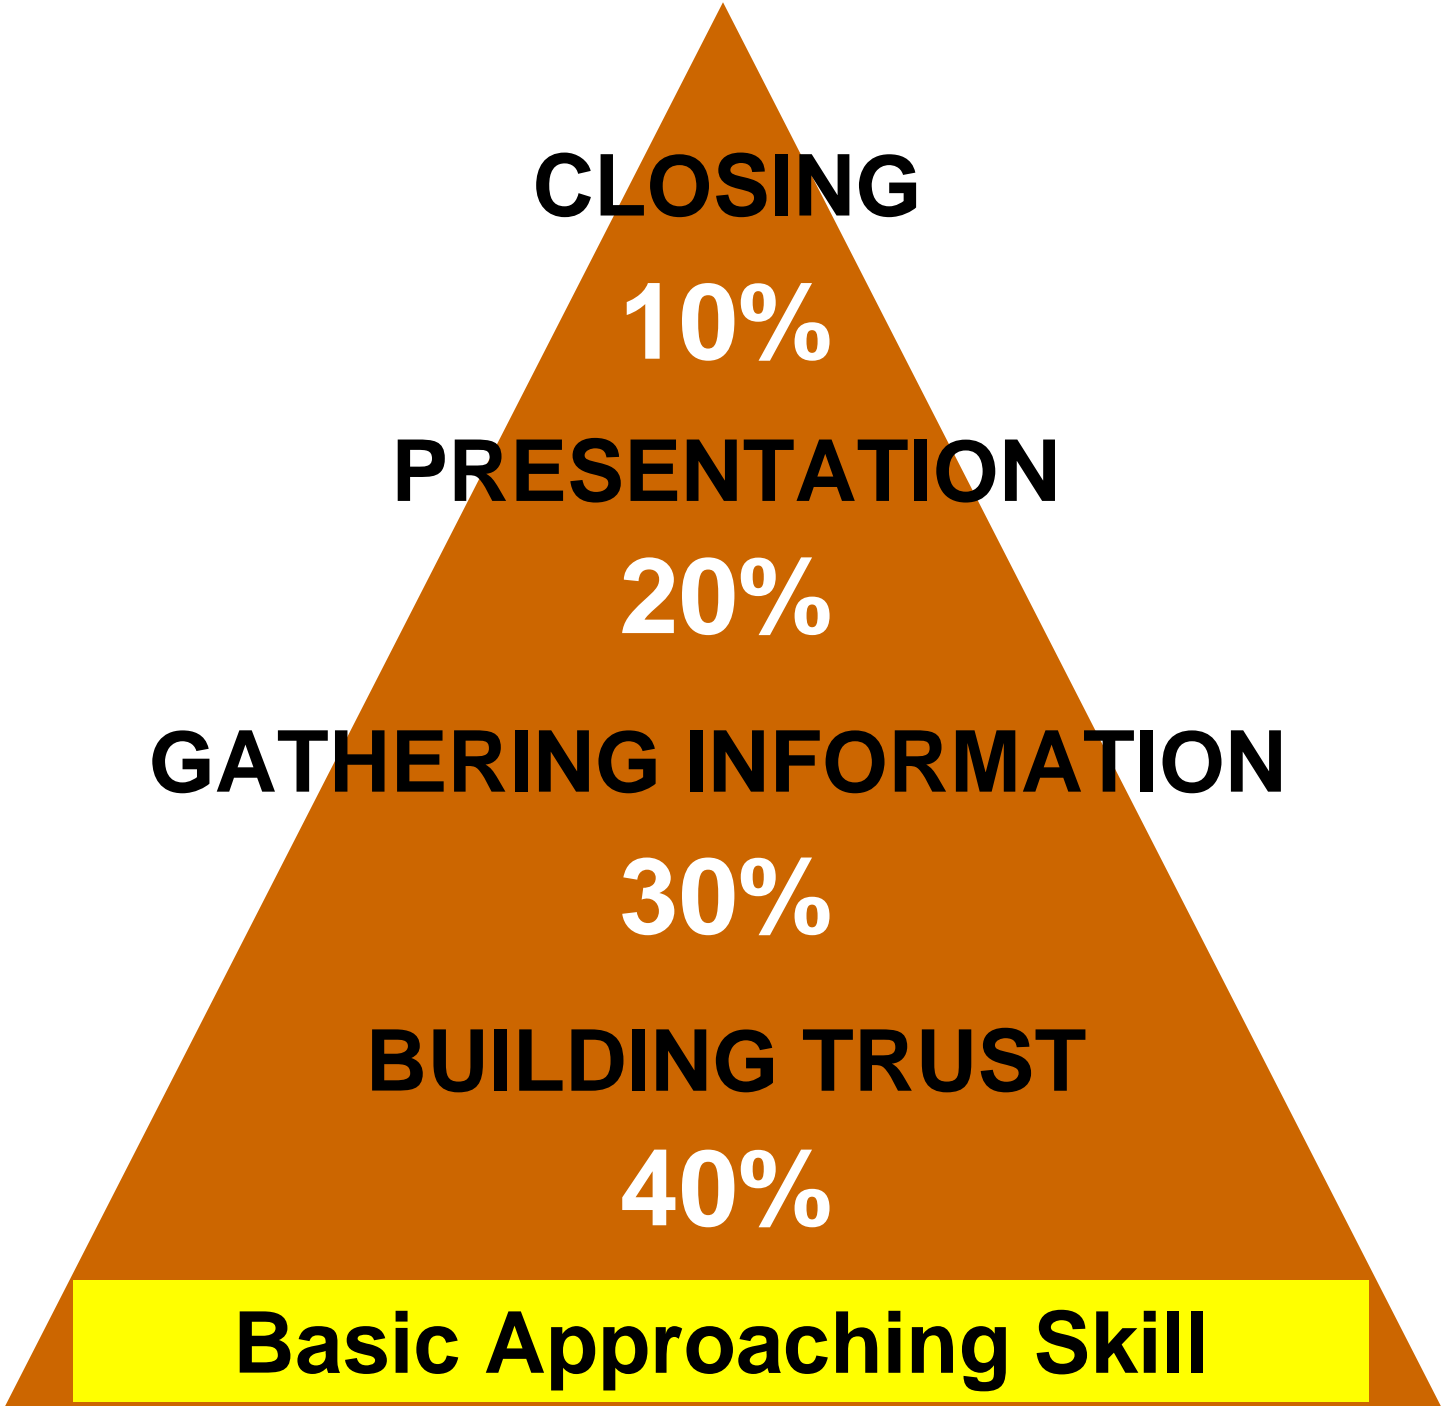 CLOSING
10%
PRESENTATION
20%
GATHERING INFORMATION
30%
BUILDING TRUST
40%
Basic Approaching Skill